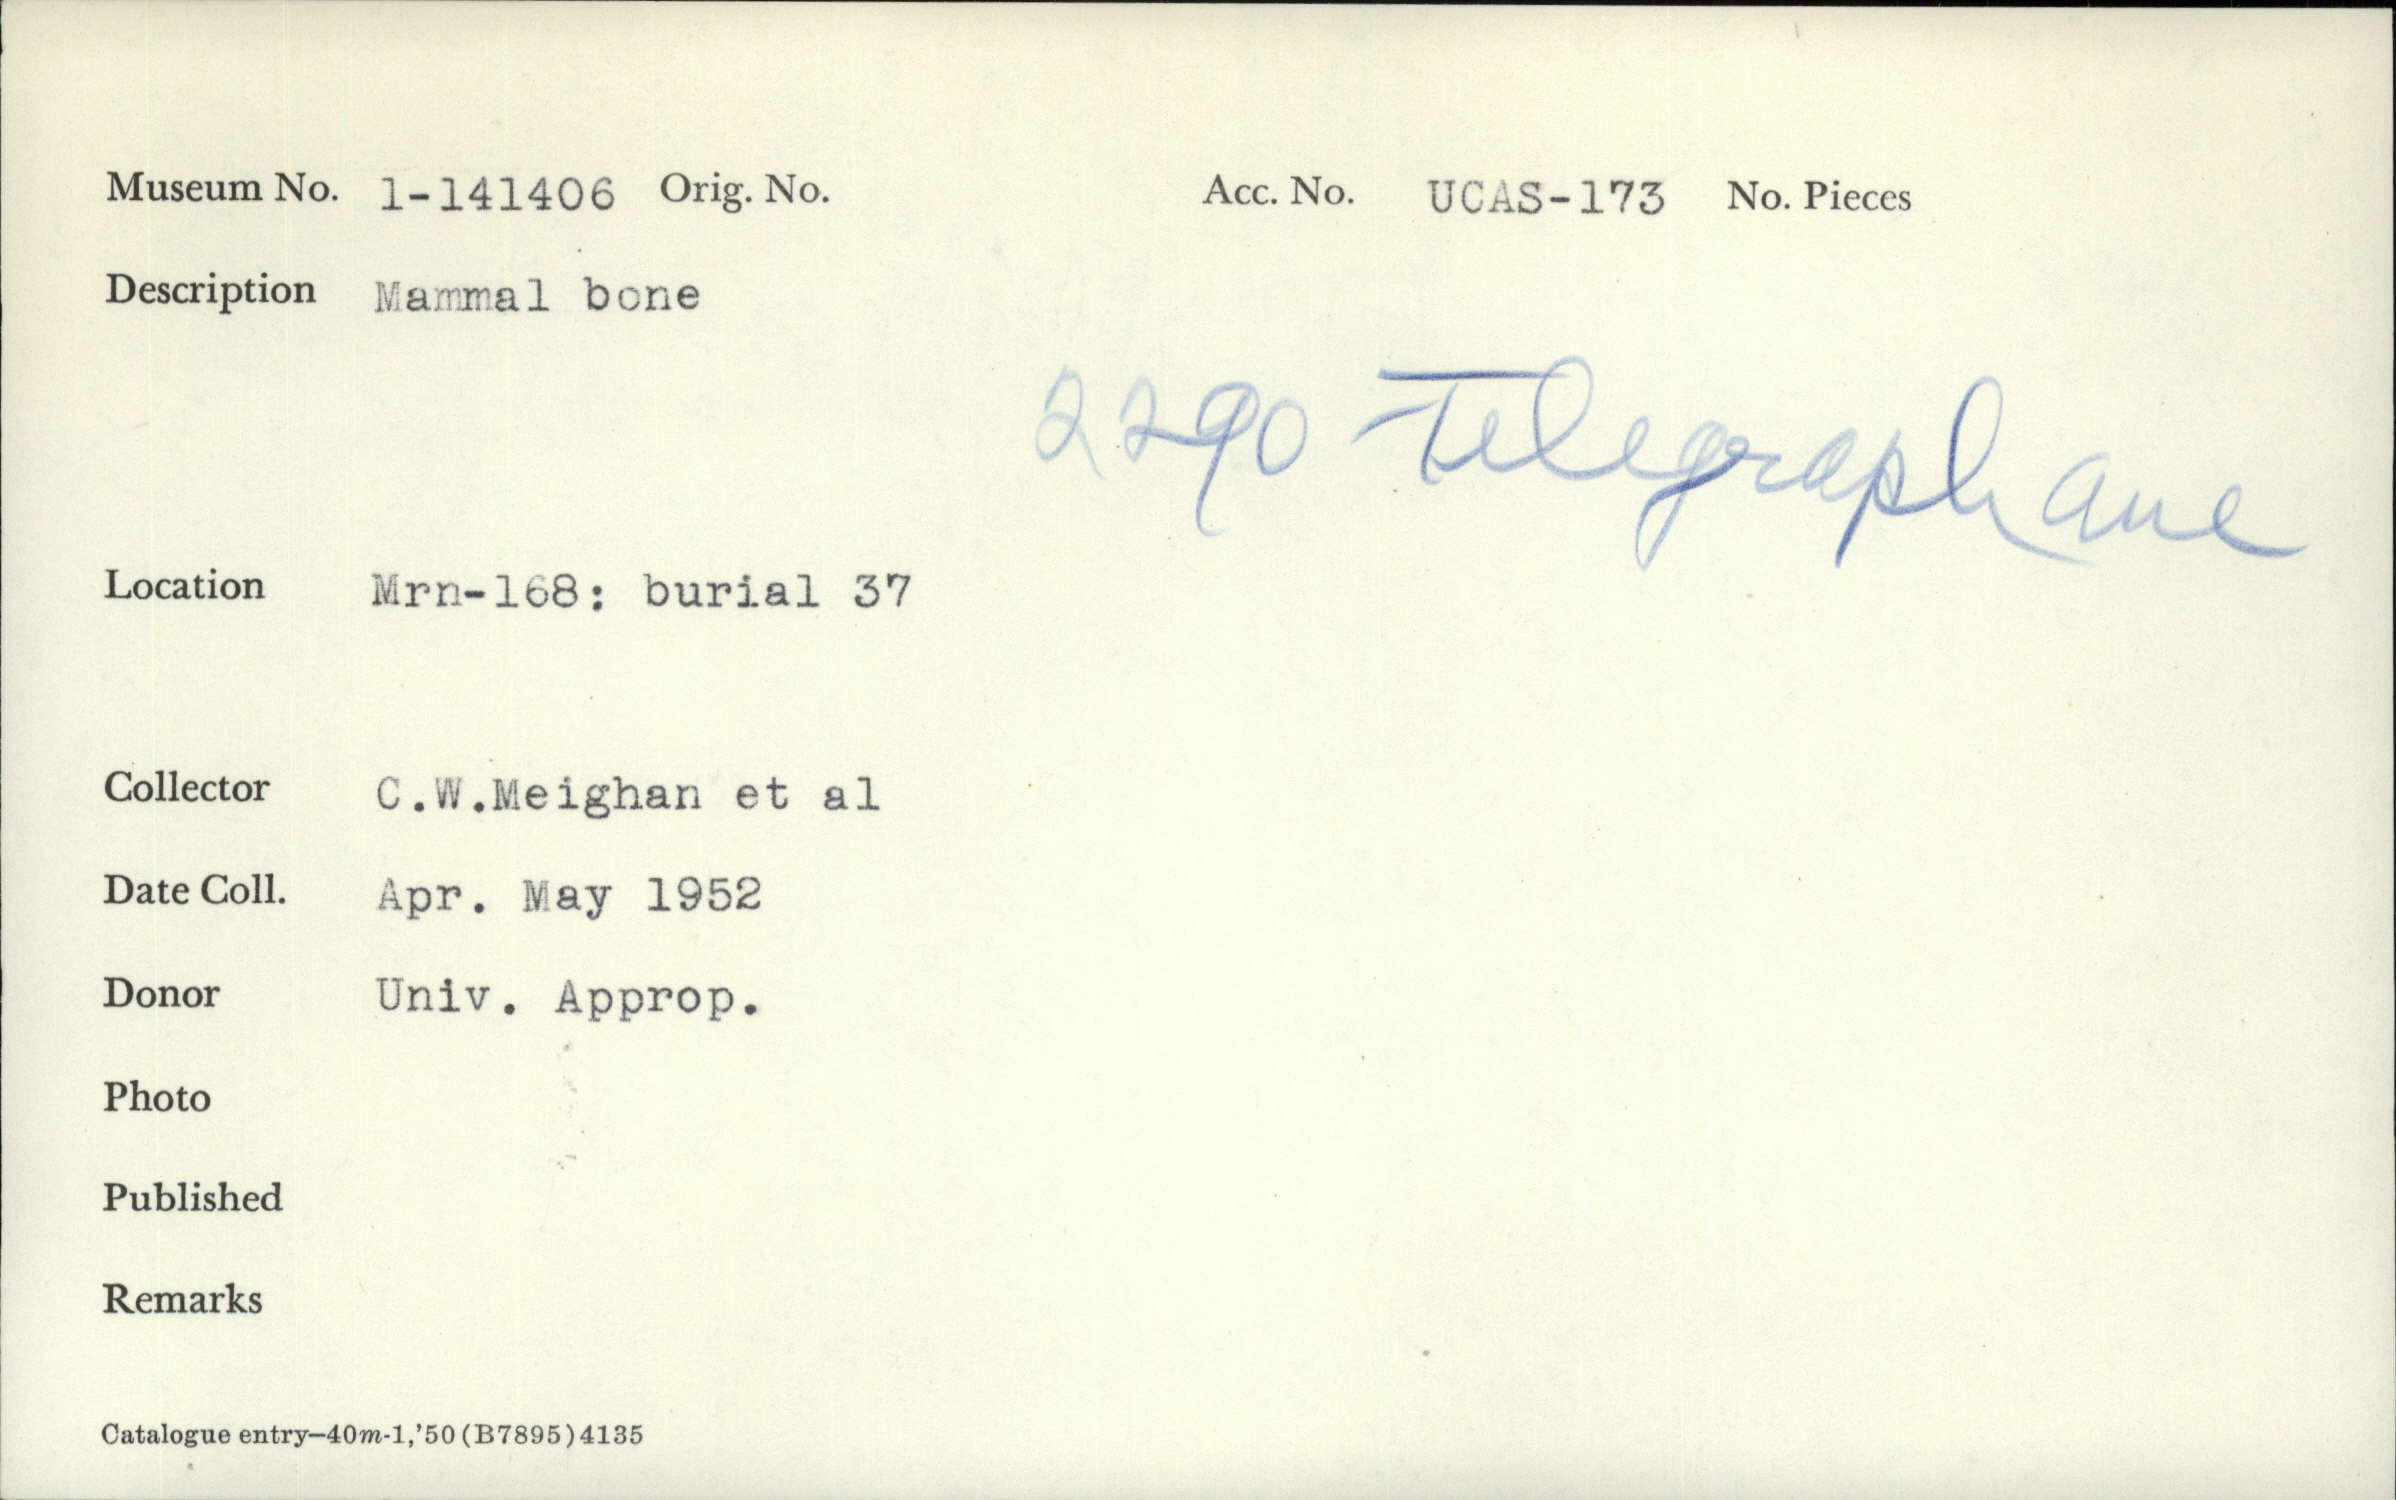 Museum No. 1-141406 Orig. No. Acc. No. UCAS-173 No. Pieces
Description Mammal bone
2290 Telegraph ave
Location Mrn-168: burial 37
Collector C.W.Meighan et al
Date Coll. Apr. May 1952
Donor Univ. Approp.
Photo
Published
Remarks
Catalogue entry—40m-1,'50(B7895)4135